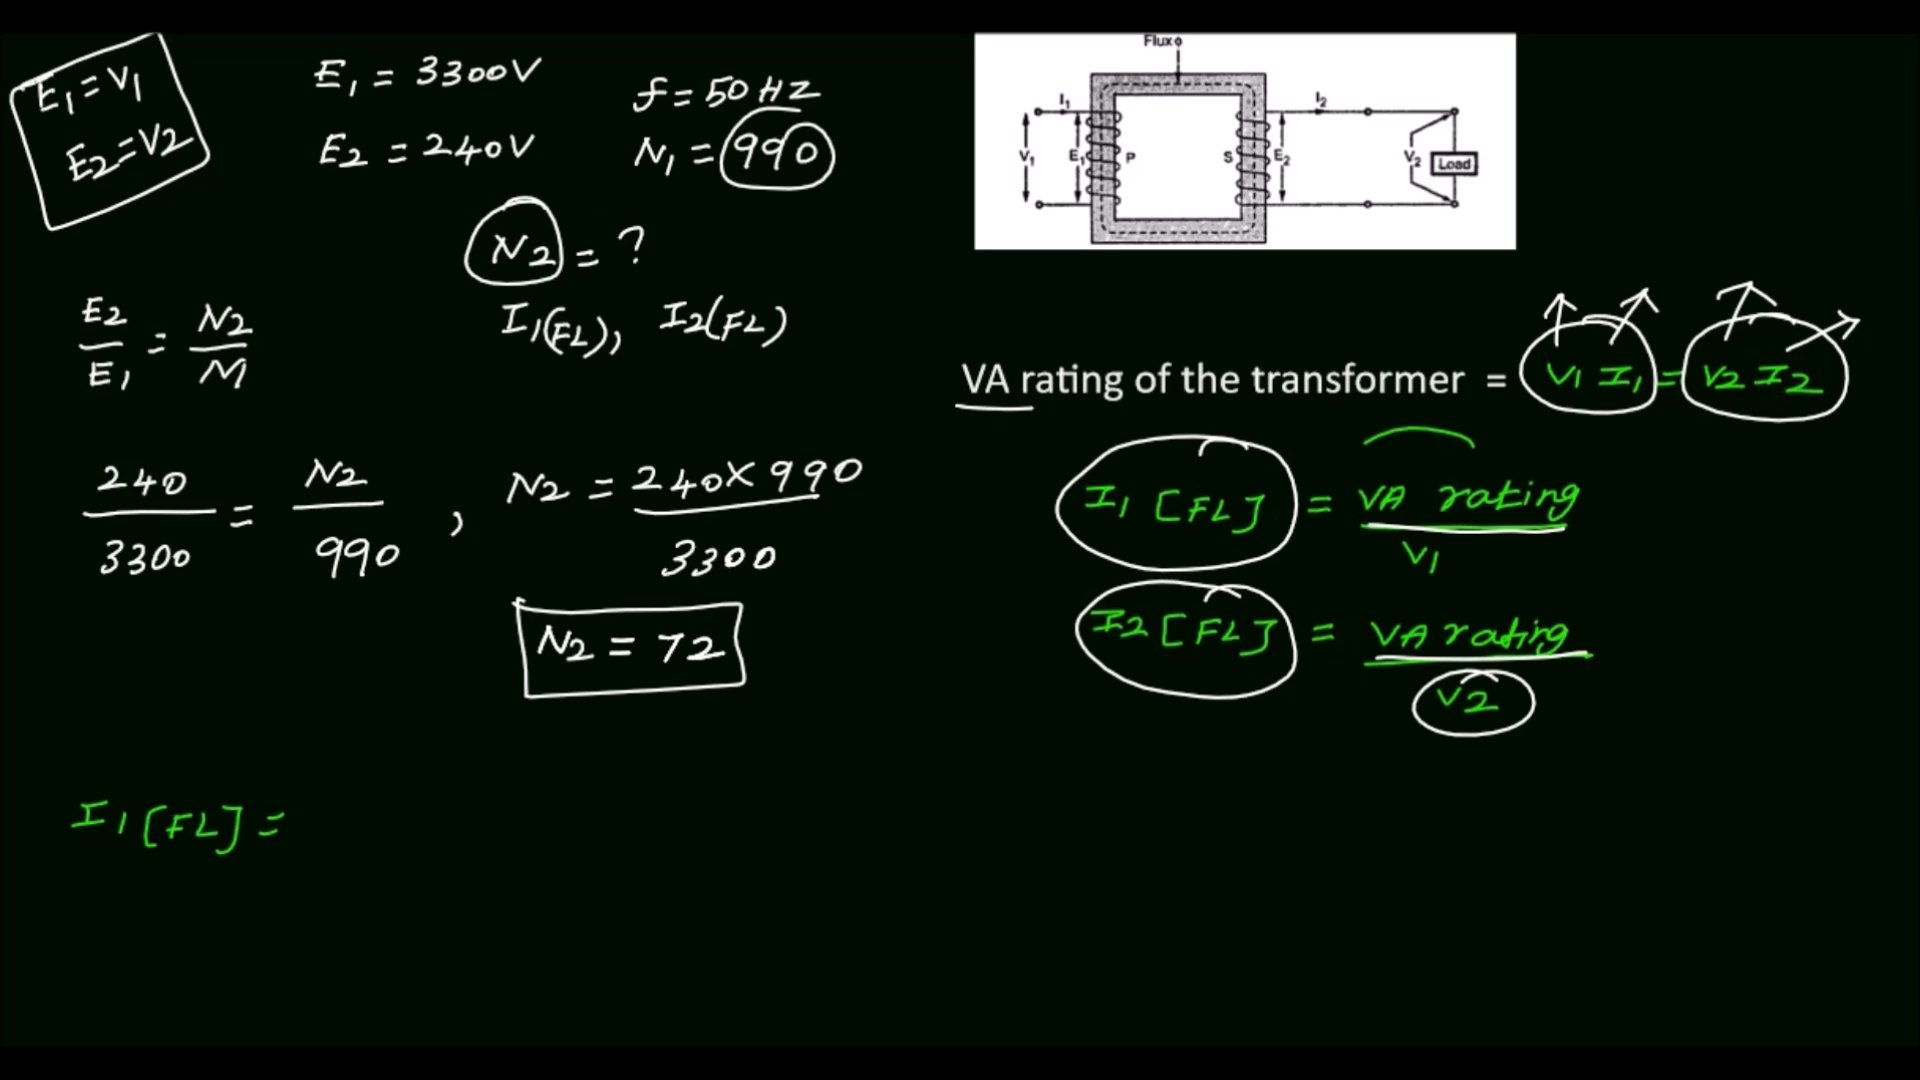 E1 = V1
E2 = V2
E1 = 3300V
E2 = 240V
f = 50 HZ
N1 = 990
N2 = ?
I1(FL), I2(FL)
E2/E1 = N2/N1
240/3300 = N2/990 , N2 = 240X990/3300
N2 = 72
I1 [FL] =
Flux ϕ
I1 I2
V1 E1 P S E2 V2 Load
VA rating of the transformer = V1 I1 = V2 I2
I1 [FL] = VA rating
V1
I2 [FL] = VA rating
V2